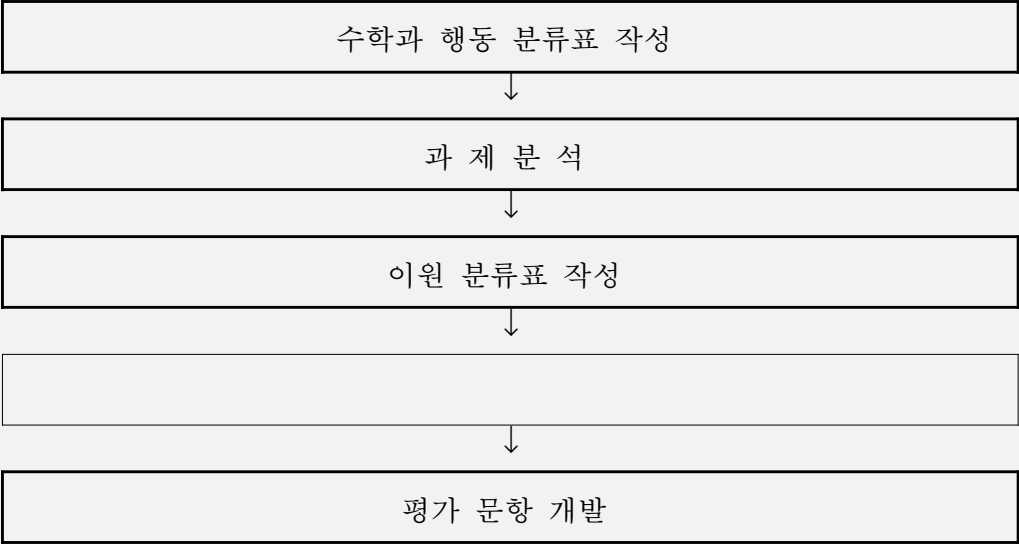 수학과 행동 분류표 작성
↓
과 제 분 석
↓
이원 분류표 작성
↓
↓
평가 문항 개발